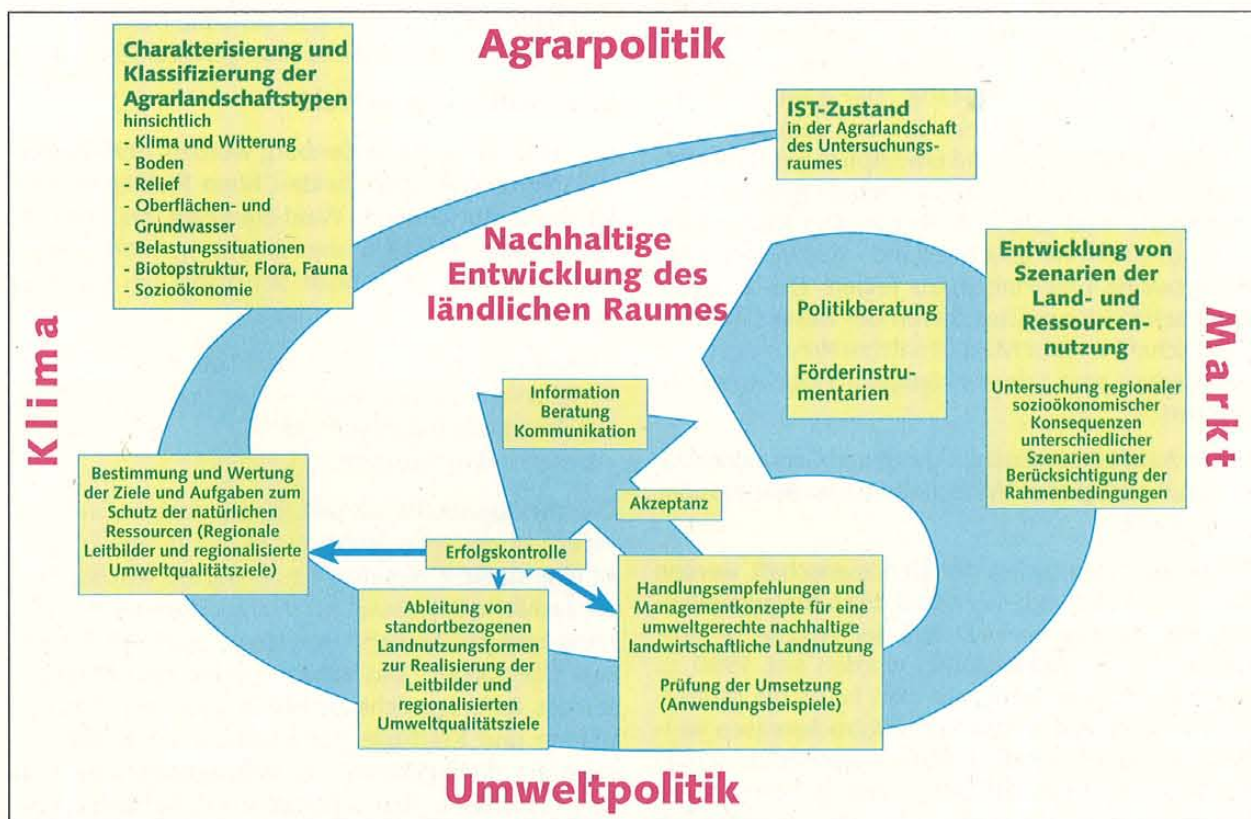 Agrarpolitik
Charakterisierung und
Klassifizierung der
Agrarlandschaftstypen
hinsichtlich
- Klima und Witterung
- Boden
- Relief
- Oberflächen- und
Grundwasser
- Belastungssituationen
- Biotopstruktur, Flora, Fauna
- Sozioökonomie
IST-Zustand
in der Agrarlandschaft
des Untersuchungs-
raumes
Nachhaltige
Entwicklung des
ländlichen Raumes
Politikberatung
Förderinstru-
mentarien
Entwicklung von
Szenarien der
Land- und
Ressourcen-
nutzung
Untersuchung regionaler
sozioökonomischer
Konsequenzen
unterschiedlicher
Szenarien unter
Berücksichtigung der
Rahmenbedingungen
Klima
Markt
Information
Beratung
Kommunikation
Akzeptanz
Bestimmung und Wertung
der Ziele und Aufgaben zum
Schutz der natürlichen
Ressourcen (Regionale
Leitbilder und regionalisierte
Umweltqualitätsziele)
Erfolgskontrolle
Ableitung von
standortbezogenen
Landnutzungsformen
zur Realisierung der
Leitbilder und
regionalisierten
Umweltqualitätsziele
Handlungsempfehlungen und
Managementkonzepte für eine
umweltgerechte nachhaltige
landwirtschaftliche Landnutzung
Prüfung der Umsetzung
(Anwendungsbeispiele)
Umweltpolitik